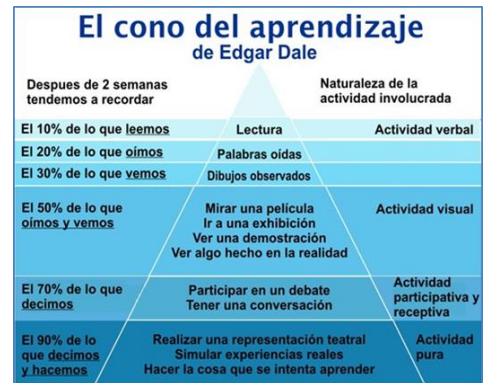 El cono del aprendizaje
de Edgar Dale
Despues de 2 semanas
tendemos a recordar
Naturaleza de la
actividad involucrada
El 10% de lo que leemos
Lectura
Actividad verbal
El 20% de lo que oímos
Palabras oídas
El 30% de lo que vemos
Dibujos observados
El 50% de lo que
oímos y vemos
Mirar una película
Ir a una exhibición
Ver una demostración
Ver algo hecho en la realidad
Actividad visual
El 70% de lo que
decimos
Participar en un debate
Tener una conversación
Actividad
participativa y
receptiva
El 90% de lo
que decimos
y hacemos
Realizar una representación teatral
Simular experiencias reales
Hacer la cosa que se intenta aprender
Actividad
pura